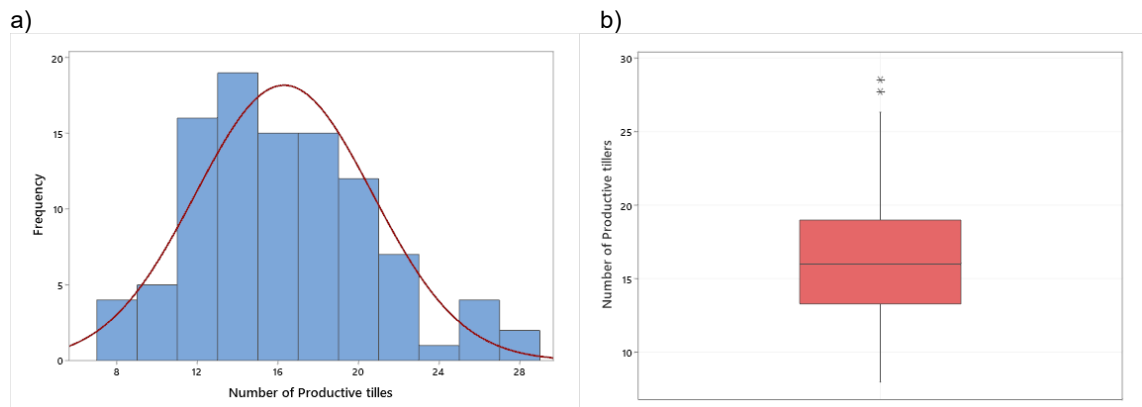 a)
b)
20
15
10
5
0
Frequency
8 12 16 20 24 28
Number of Productive tilles
30
25
20
15
10
Number of Productive tillers